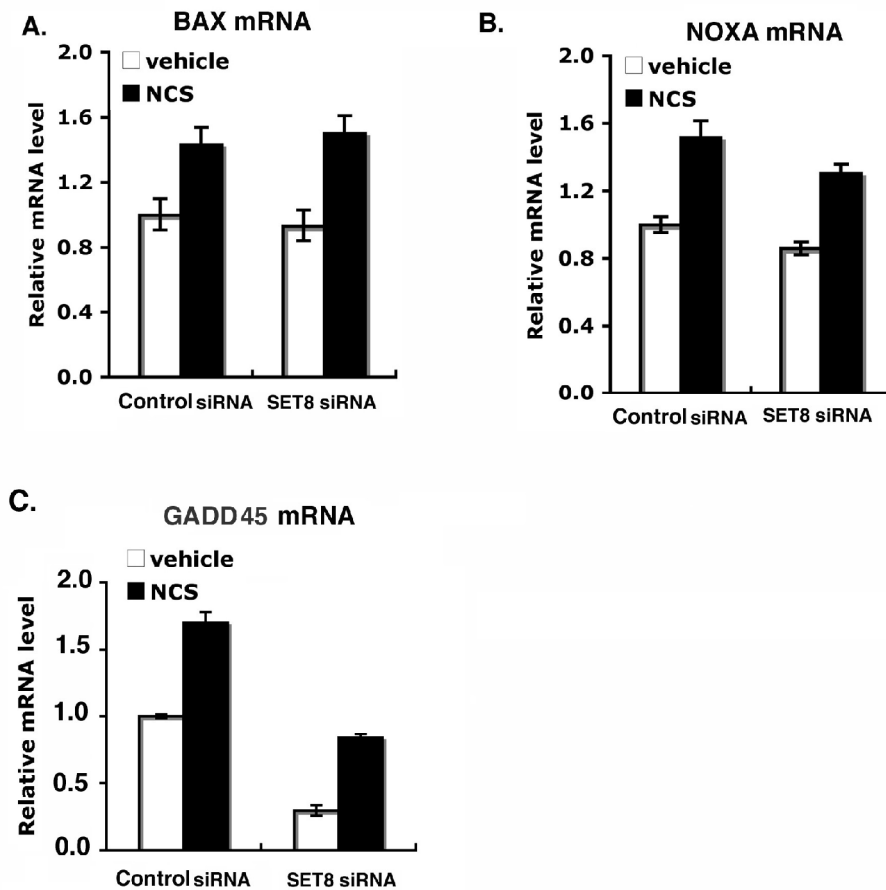 A.
BAX mRNA
vehicle
NCS
Relative mRNA level
2.0
1.6
1.2
0.8
0.4
0.0
Control siRNA
SET8 siRNA
B.
NOXA mRNA
vehicle
NCS
Relative mRNA level
2.0
1.6
1.2
0.8
0.4
0.0
Control siRNA
SET8 siRNA
C.
GADD45 mRNA
vehicle
NCS
Relative mRNA level
2.0
1.5
1.0
0.5
0.0
Control siRNA
SET8 siRNA